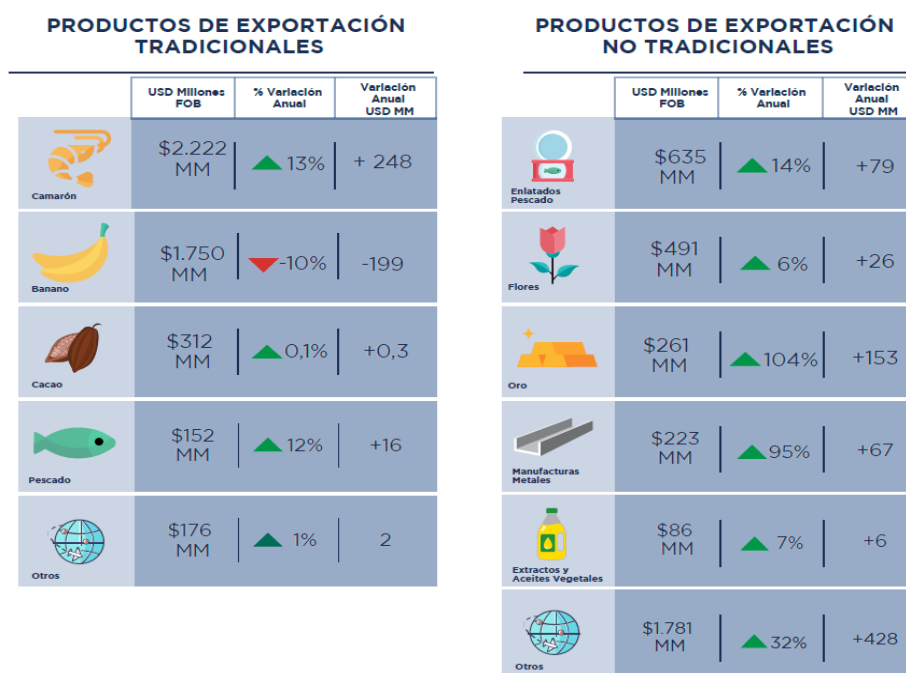 PRODUCTOS DE EXPORTACIÓN
TRADICIONALES
USD Millones
FOB
% Variación
Anual
Variación
Anual
USD MM
$2.222
MM
13%
+ 248
Camarón
$1.750
MM
-10%
-199
Banano
$312
MM
0,1%
+0,3
Cacao
$152
MM
12%
+16
Pescado
$176
MM
1%
2
Otros
PRODUCTOS DE EXPORTACIÓN
NO TRADICIONALES
USD Millones
FOB
% Variación
Anual
Variación
Anual
USD MM
$635
MM
14%
+79
Enlatados
Pescado
$491
MM
6%
+26
Flores
$261
MM
104%
+153
Oro
$223
MM
95%
+67
Manufacturas
Metales
$86
MM
7%
+6
Extractos y
Aceites Vegetales
$1.781
MM
32%
+428
Otros